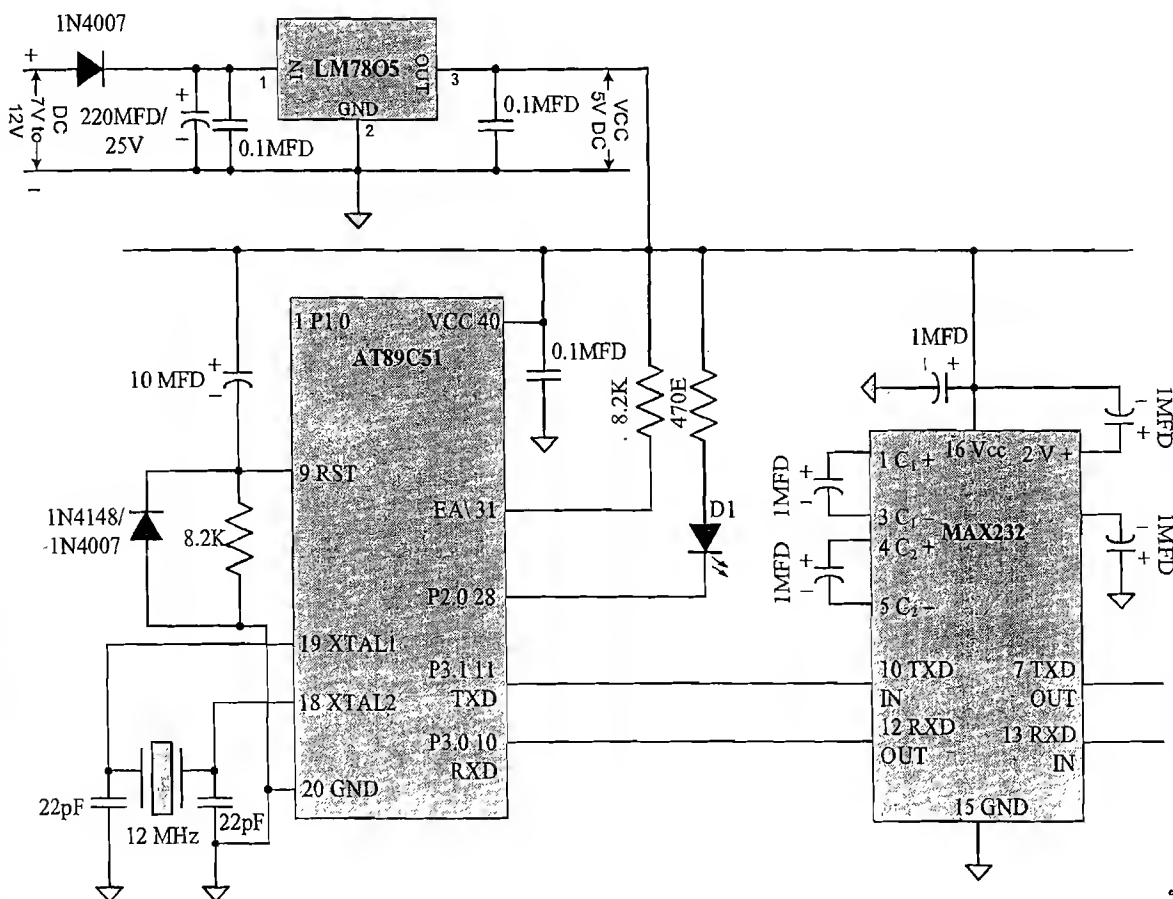 1N4007
+
DC
7V to
12V
−
220MFD/
25V
+
−
0.1MFD
1
IN
LM7805
OUT
GND
2
3
0.1MFD
VCC
5V DC
+
10 MFD
−
1N4148/
1N4007
8.2K
1 P1.0
VCC 40
AT89C51
9 RST
EA\ 31
P2.0 28
19 XTAL1
P3.1 11
TXD
18 XTAL2
P3.0 10
RXD
20 GND
22pF
12 MHz
22pF
0.1MFD
8.2K
470E
D1
1MFD
+
−
1MFD
+
1 C1 +
16 Vcc
2 V +
+
1MFD
−
3 C1 −
MAX232
4 C2 +
−
1MFD
+
+
1MFD
−
5 C2 −
10 TXD
IN
7 TXD
OUT
12 RXD
OUT
13 RXD
IN
15 GND